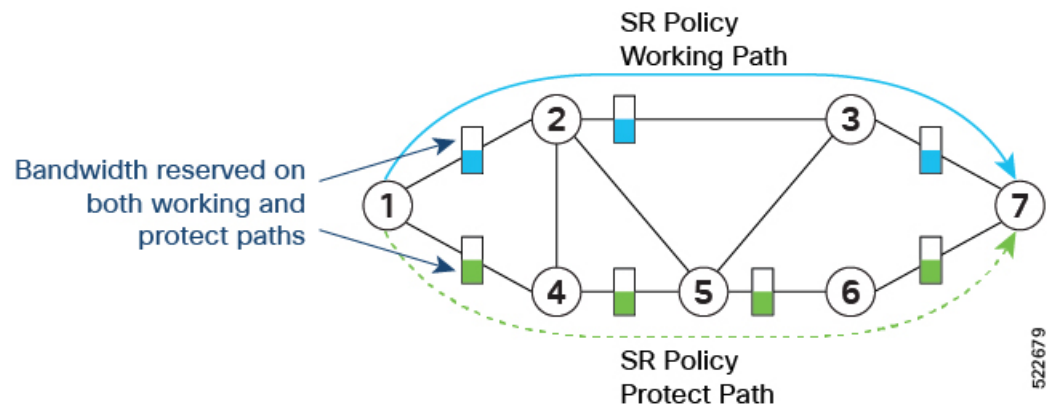 SR Policy
Working Path
2
3
Bandwidth reserved on
both working and
protect paths
1
7
4
5
6
SR Policy
Protect Path
522679